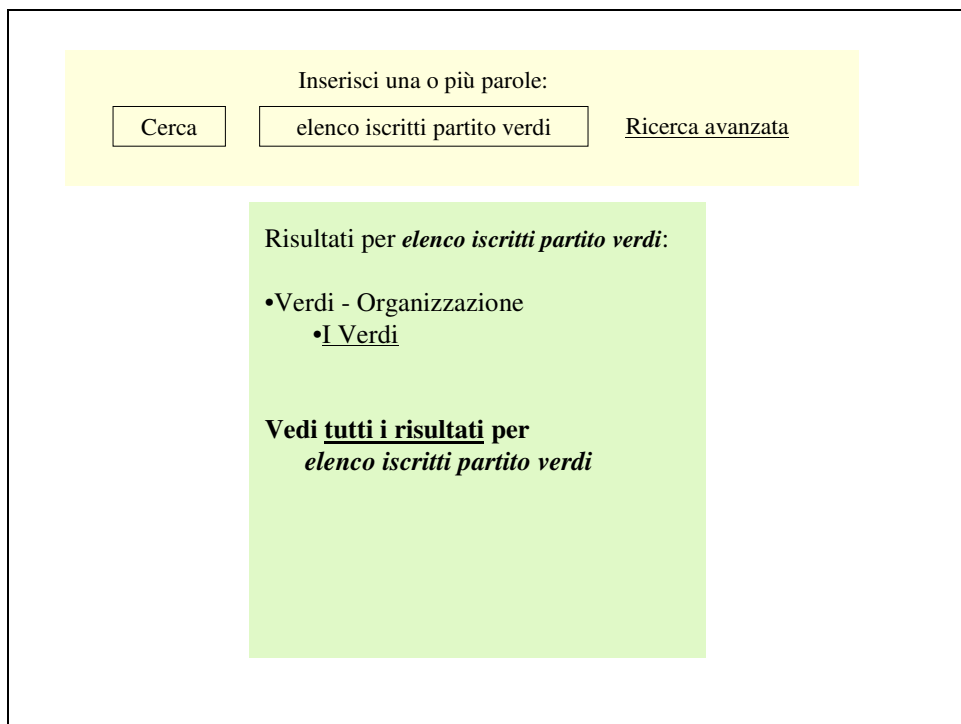 Inserisci una o più parole:
Cerca elenco iscritti partito verdi Ricerca avanzata
Risultati per elenco iscritti partito verdi:
•Verdi - Organizzazione
•I Verdi
Vedi tutti i risultati per
elenco iscritti partito verdi